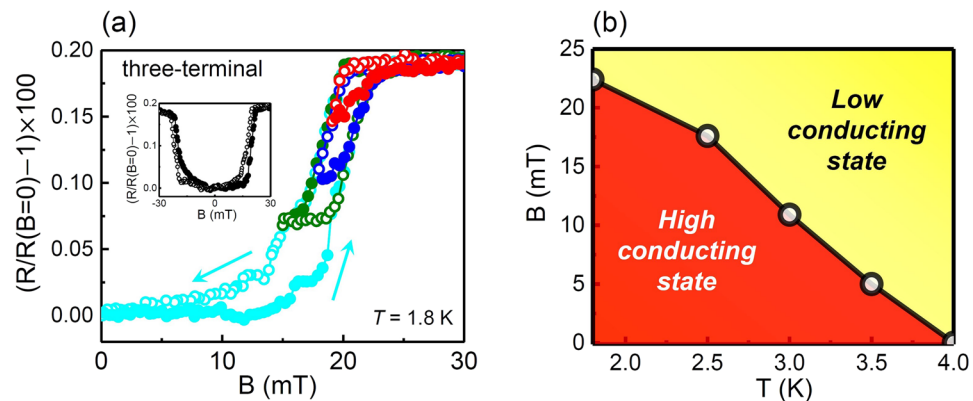 (a)
0.20
0.15
0.10
0.05
0.00
(R/R(B=0)−1)×100
three-terminal
0.2
0.1
0.0
(R/R(B=0)−1)×100
-30
0
30
B (mT)
T = 1.8 K
0
10
20
30
B (mT)
(b)
25
20
15
10
5
0
B (mT)
Low
conducting
state
High
conducting
state
2.0
2.5
3.0
3.5
4.0
T (K)